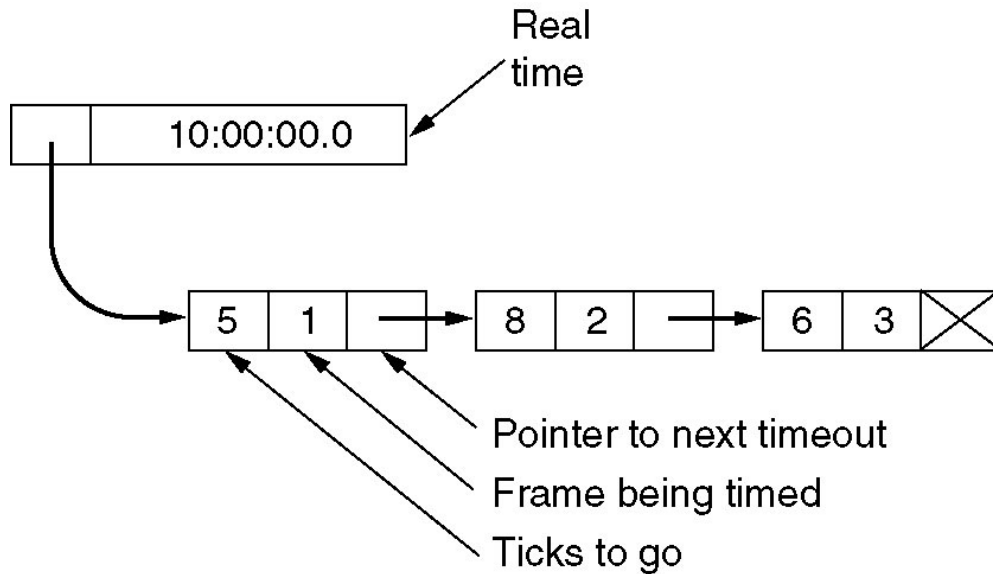 Real
time
10:00:00.0
5 1 8 2 6 3
Pointer to next timeout
Frame being timed
Ticks to go